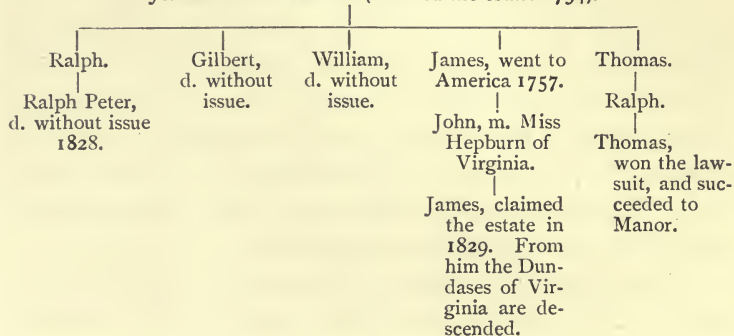 Ralph.
Ralph Peter,
d. without issue
1828.
Gilbert,
d. without
issue.
William,
d. without
issue.
James, went to
America 1757.
John, m. Miss
Hepburn of
Virginia.
James, claimed
the estate in
1829. From
him the Dun-
dases of Vir-
ginia are de-
scended.
Thomas.
Ralph.
Thomas,
won the law-
suit, and suc-
ceeded to
Manor.